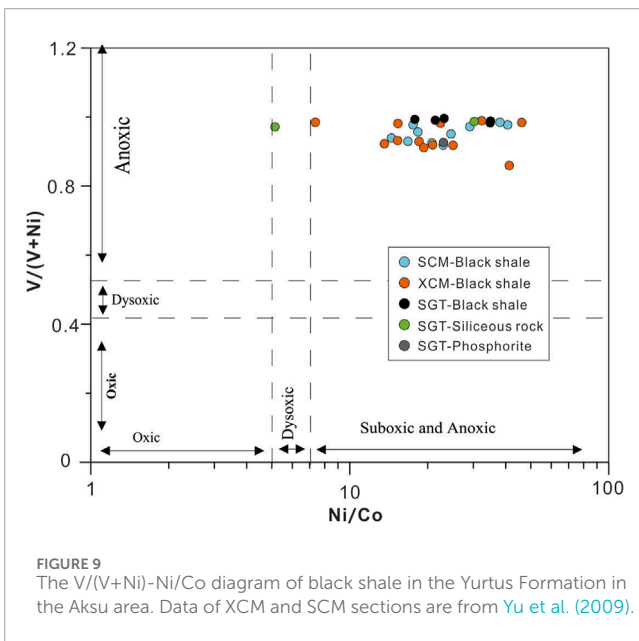 1.2
0.8
0.4
0
V/(V+Ni)
Anoxic
Dysoxic
Oxic
Oxic
Dysoxic
Suboxic and Anoxic
SCM-Black shale
XCM-Black shale
SGT-Black shale
SGT-Siliceous rock
SGT-Phosphorite
1
10
100
Ni/Co
FIGURE 9
The V/(V+Ni)-Ni/Co diagram of black shale in the Yurtus Formation in
the Aksu area. Data of XCM and SCM sections are from Yu et al. (2009).